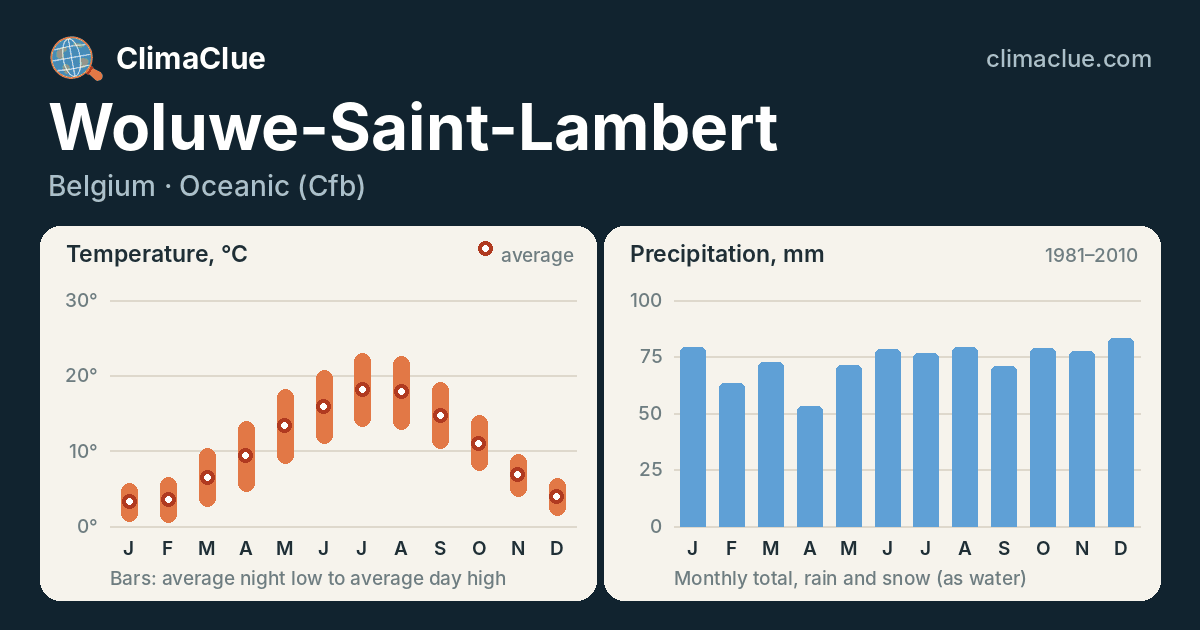 ClimaClue
climaclue.com
Woluwe-Saint-Lambert
Belgium · Oceanic (Cfb)
Temperature, °C
average
30°
20°
10°
0°
J F M A M J J A S O N D
Bars: average night low to average day high
Precipitation, mm
1981–2010
100
75
50
25
0
J F M A M J J A S O N D
Monthly total, rain and snow (as water)